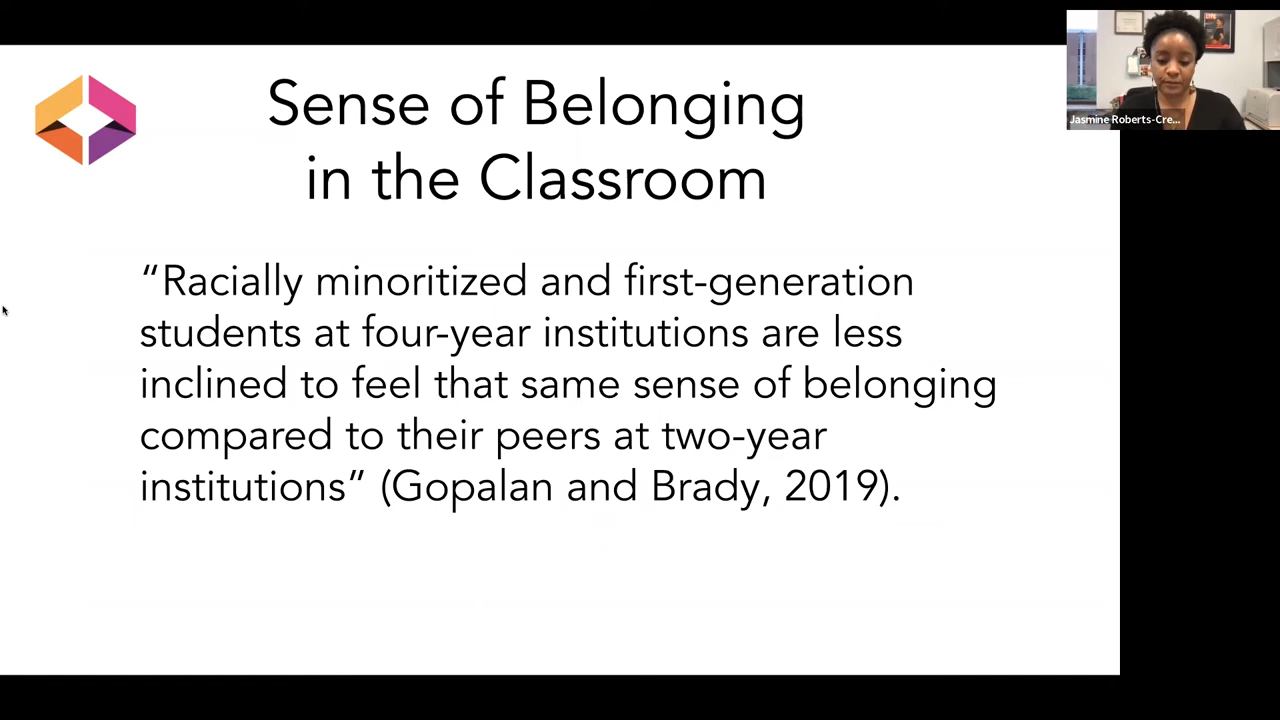 Sense of Belonging
in the Classroom
“Racially minoritized and first-generation
students at four-year institutions are less
inclined to feel that same sense of belonging
compared to their peers at two-year
institutions” (Gopalan and Brady, 2019).
Jasmine Roberts-Cre...
LIFE